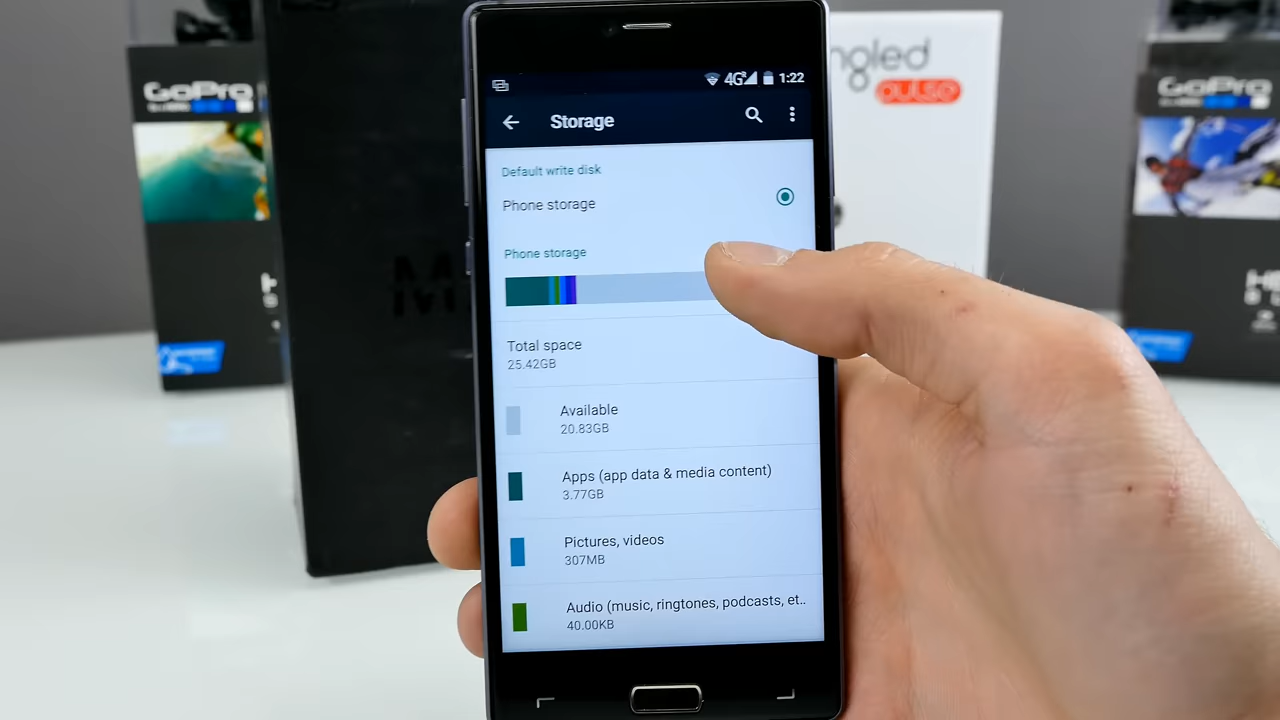 GoPro
ngled
pulse
GoPro
4G
1:22
Storage
Default write disk
Phone storage
Phone storage
Total space
25.42GB
Available
20.83GB
Apps (app data & media content)
3.77GB
Pictures, videos
307MB
Audio (music, ringtones, podcasts, et..
40.00KB